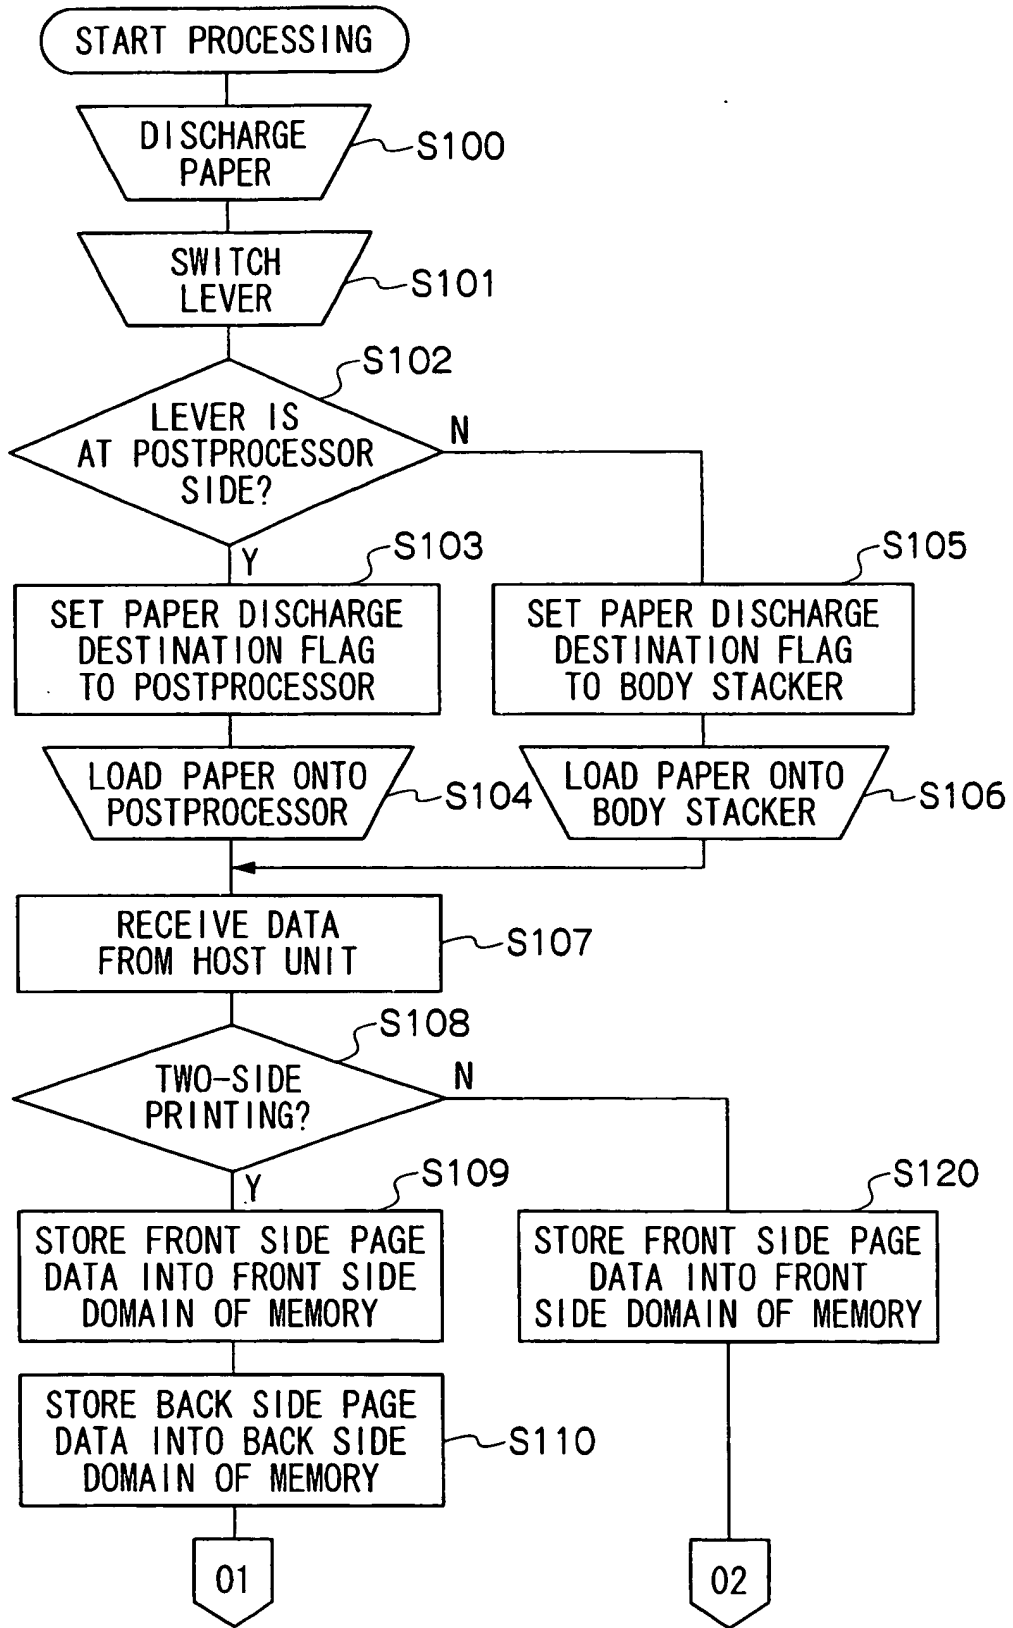 START PROCESSING
DISCHARGE
PAPER
S100
SWITCH
LEVER
S101
S102
LEVER IS
AT POSTPROCESSOR
SIDE?
N
Y
S103
SET PAPER DISCHARGE
DESTINATION FLAG
TO POSTPROCESSOR
S105
SET PAPER DISCHARGE
DESTINATION FLAG
TO BODY STACKER
LOAD PAPER ONTO
POSTPROCESSOR
S104
LOAD PAPER ONTO
BODY STACKER
S106
RECEIVE DATA
FROM HOST UNIT
S107
S108
TWO-SIDE
PRINTING?
N
Y
S109
STORE FRONT SIDE PAGE
DATA INTO FRONT SIDE
DOMAIN OF MEMORY
S120
STORE FRONT SIDE PAGE
DATA INTO FRONT
SIDE DOMAIN OF MEMORY
STORE BACK SIDE PAGE
DATA INTO BACK SIDE
DOMAIN OF MEMORY
S110
01
02